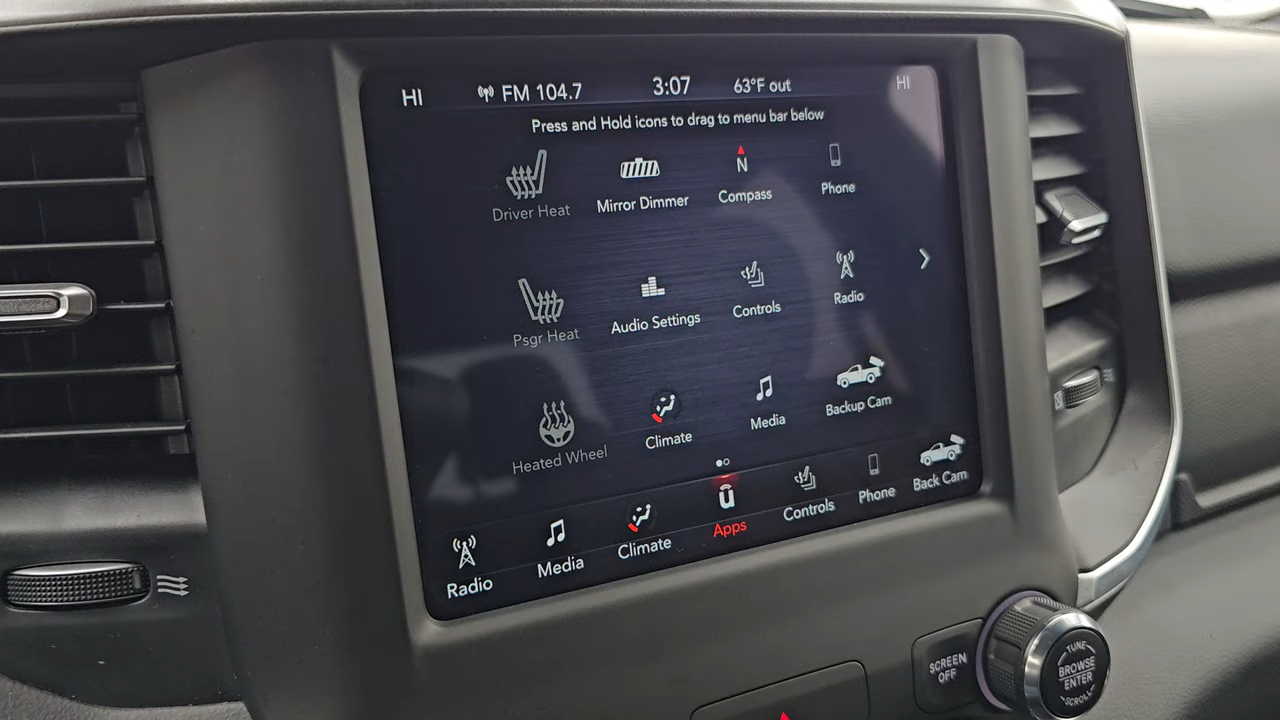 HI FM 104.7 3:07 63°F out HI
Press and Hold icons to drag to menu bar below
N
Driver Heat Mirror Dimmer Compass Phone
Psgr Heat Audio Settings Controls Radio
Heated Wheel Climate Media Backup Cam
u
Radio Media Climate Apps Controls Phone Back Cam
SCREEN
OFF
TUNE
BROWSE
ENTER
SCROLL